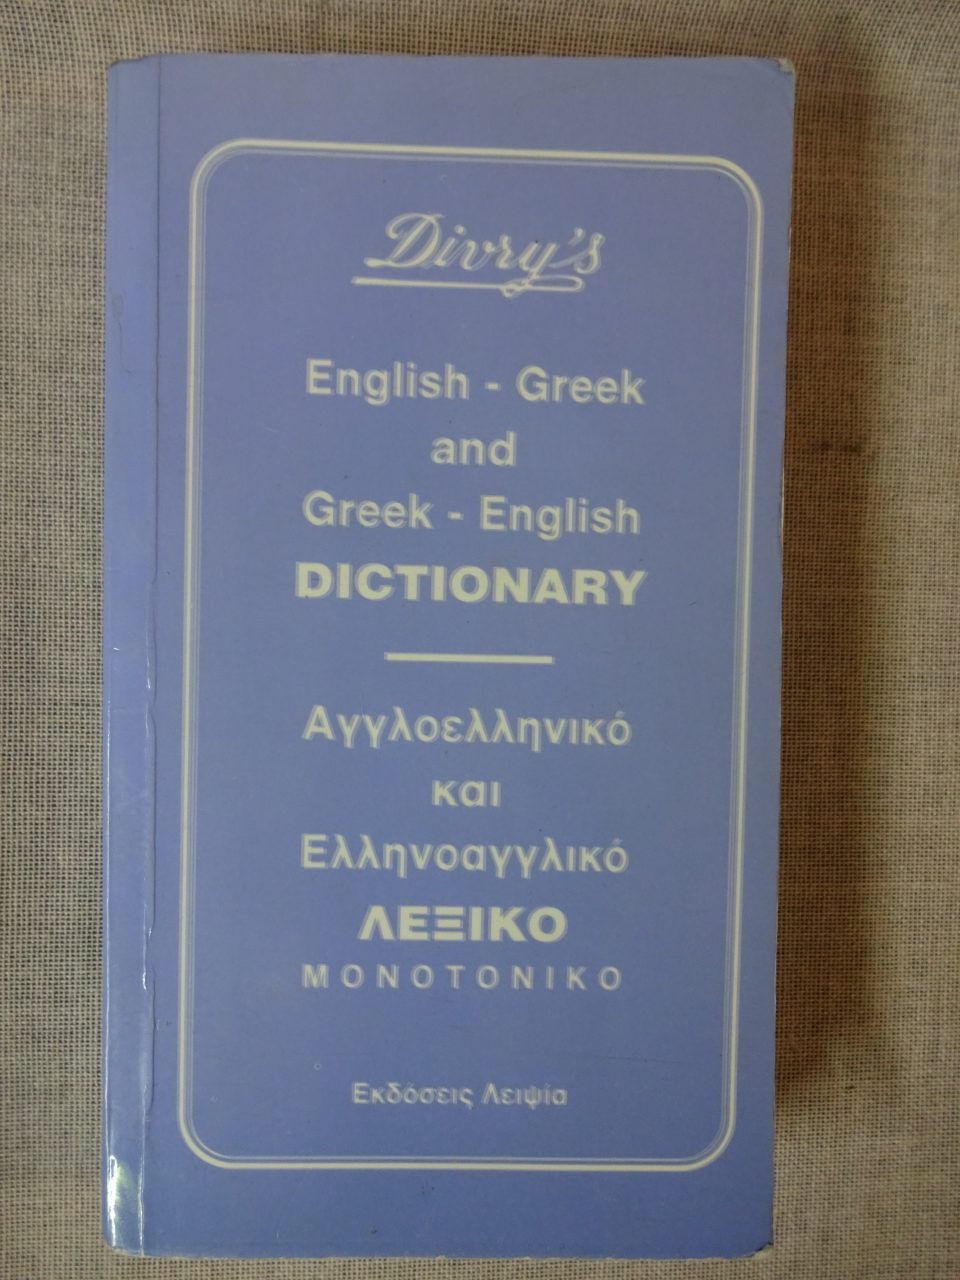 Divry's
English - Greek
and
Greek - English
DICTIONARY
Αγγλοελληνικό
και
Ελληνοαγγλικό
ΛΕΞΙΚΟ
ΜΟΝΟΤΟΝΙΚΟ
Εκδόσεις Λειψία